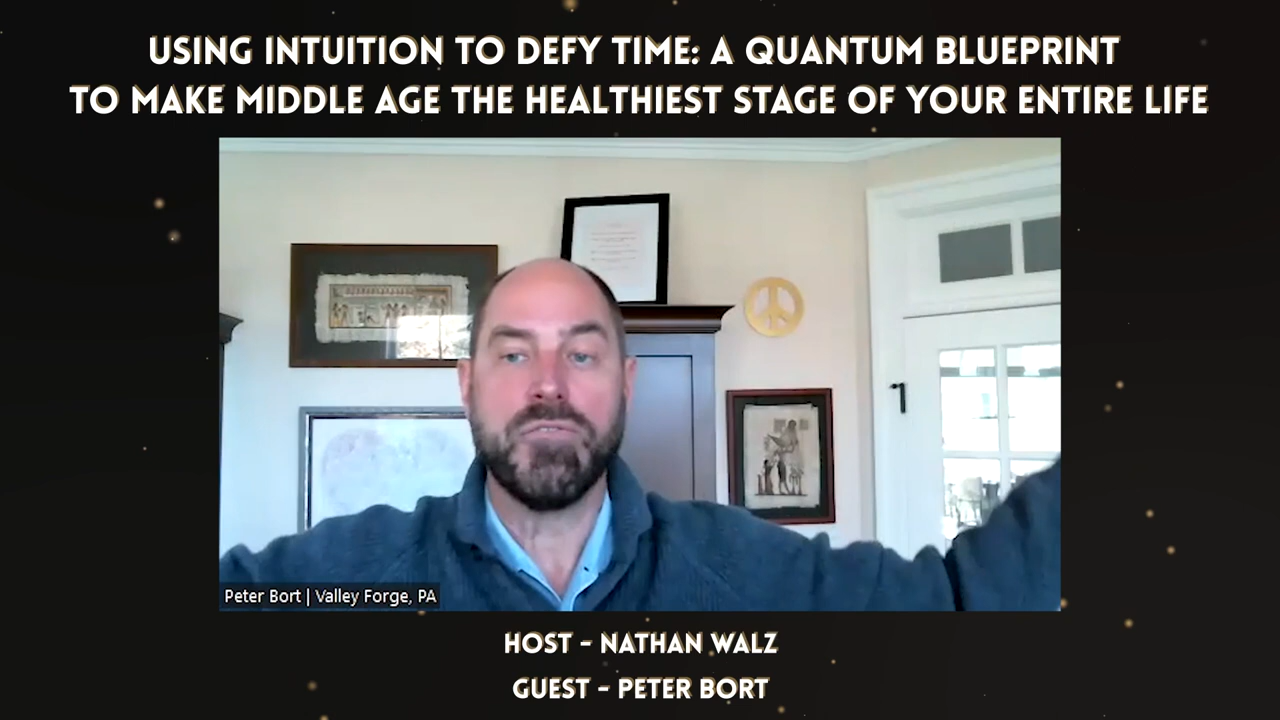 USING INTUITION TO DEFY TIME: A QUANTUM BLUEPRINT
TO MAKE MIDDLE AGE THE HEALTHIEST STAGE OF YOUR ENTIRE LIFE
Peter Bort | Valley Forge, PA
HOST - NATHAN WALZ
GUEST - PETER BORT